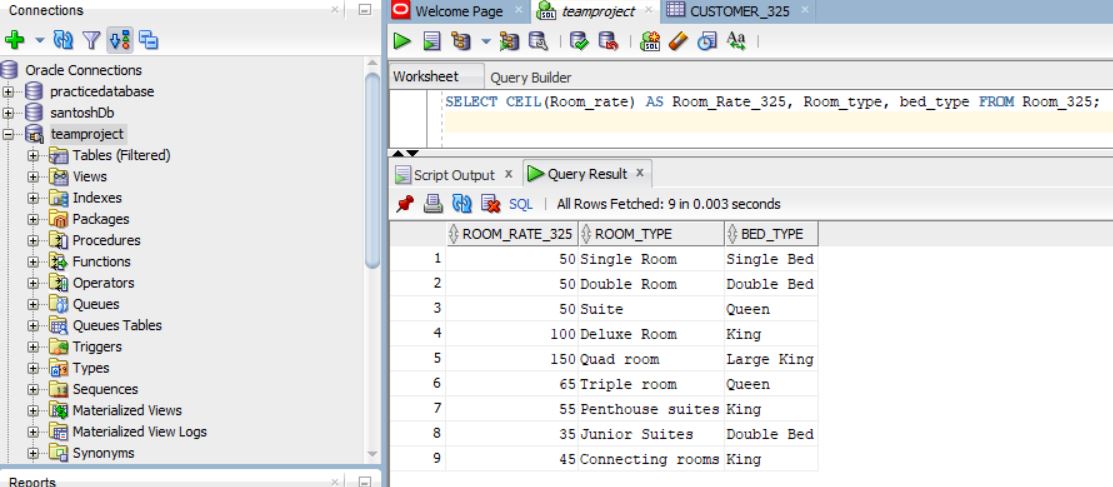 Connections
Oracle Connections
practicedatabase
santoshDb
teamproject
Tables (Filtered)
Views
Indexes
Packages
Procedures
Functions
Operators
Queues
Queues Tables
Triggers
Types
Sequences
Materialized Views
Materialized View Logs
Synonyms
Reports
Welcome Page teamproject CUSTOMER_325
Worksheet Query Builder
SELECT CEIL(Room_rate) AS Room_Rate_325, Room_type, bed_type FROM Room_325;
Script Output Query Result
SQL | All Rows Fetched: 9 in 0.003 seconds
ROOM_RATE_325 ROOM_TYPE BED_TYPE
1 50 Single Room Single Bed
2 50 Double Room Double Bed
3 50 Suite Queen
4 100 Deluxe Room King
5 150 Quad room Large King
6 65 Triple room Queen
7 55 Penthouse suites King
8 35 Junior Suites Double Bed
9 45 Connecting rooms King